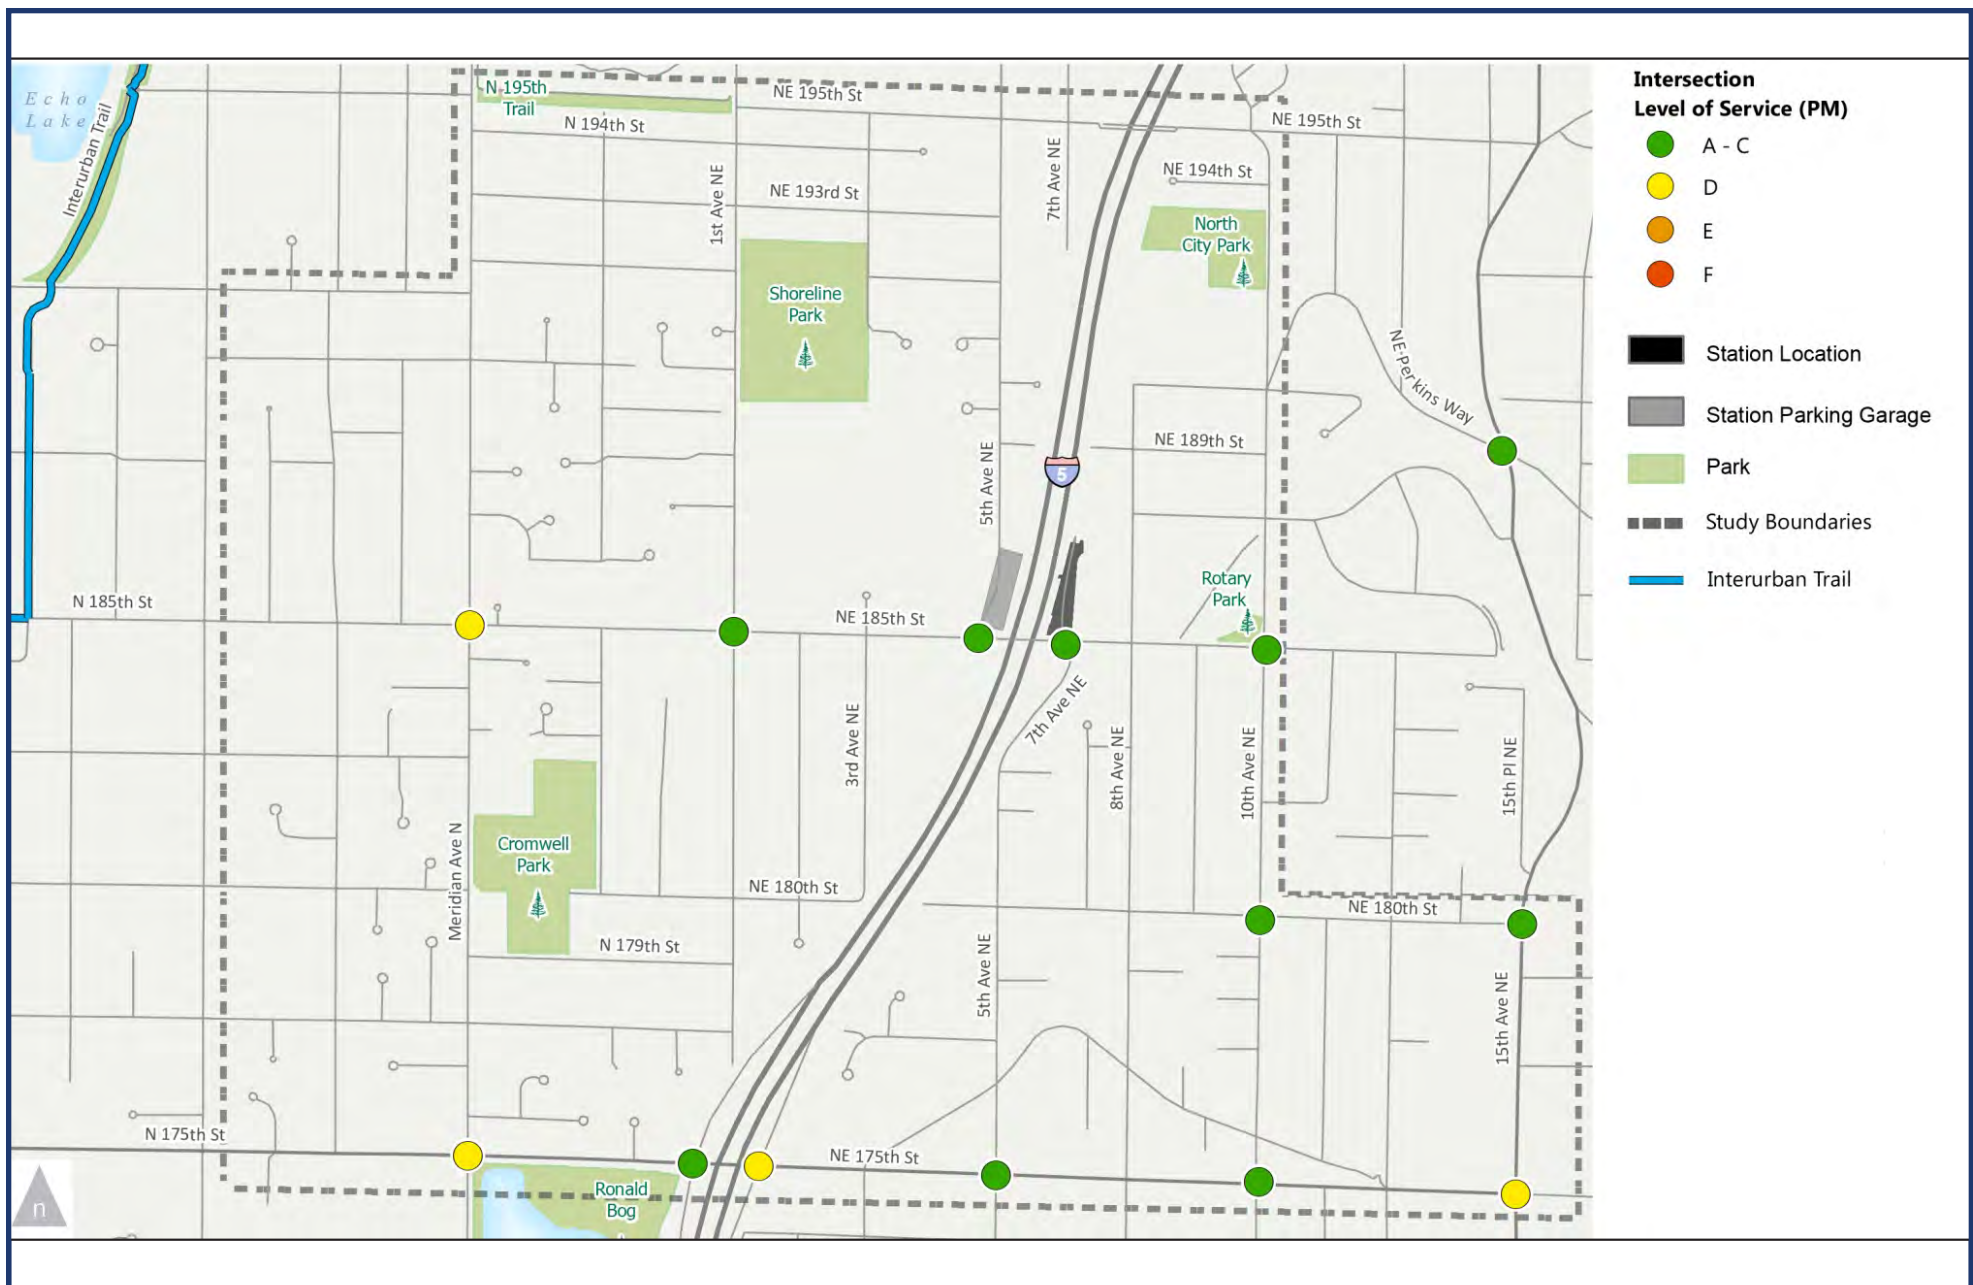 Echo
Lake
Interurban Trail
N 195th
Trail
NE 195th St
N 194th St
NE 195th St
7th Ave NE
1st Ave NE
NE 193rd St
NE 194th St
North
City Park
Shoreline
Park
NE Perkins Way
NE 189th St
5th Ave NE
5
Rotary
Park
N 185th St
NE 185th St
7th Ave NE
3rd Ave NE
8th Ave NE
10th Ave NE
15th Pl NE
Meridian Ave N
Cromwell
Park
NE 180th St
NE 180th St
N 179th St
5th Ave NE
15th Ave NE
N 175th St
NE 175th St
Ronald
Bog
n
Intersection
Level of Service (PM)
A - C
D
E
F
Station Location
Station Parking Garage
Park
Study Boundaries
Interurban Trail